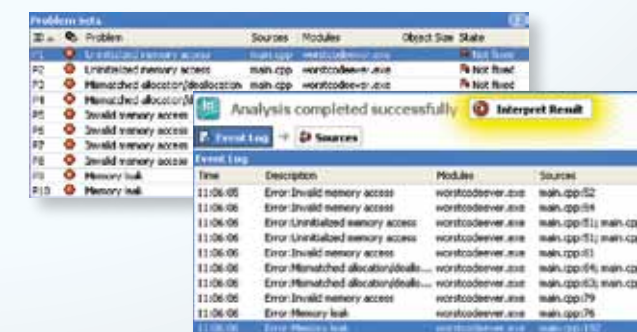 Problem Sets
ID Problem Sources Modules Object Size State
P1 Uninitialized memory access main.cpp worstcodeever.exe Not fixed
P2 Uninitialized memory access main.cpp worstcodeever.exe Not fixed
P3 Mismatched allocation/deallocation main.cpp worstcodeever.exe Not fixed
P4 Mismatched allocation/d
P5 Invalid memory access
P6 Invalid memory access
P7 Invalid memory access
P8 Invalid memory access
P9 Memory leak
P10 Memory leak
Analysis completed successfully Interpret Result
Event Log Sources
Event Log
Time Description Modules Sources
11:06:05 Error:Invalid memory access worstcodeever.exe main.cpp:52
11:06:06 Error:Invalid memory access worstcodeever.exe main.cpp:54
11:06:06 Error:Uninitialized memory access worstcodeever.exe main.cpp:51; main.cp
11:06:06 Error:Uninitialized memory access worstcodeever.exe main.cpp:51; main.cp
11:06:06 Error:Invalid memory access worstcodeever.exe main.cpp:61
11:06:06 Error:Mismatched allocation/deallo... worstcodeever.exe main.cpp:64; main.cp
11:06:06 Error:Mismatched allocation/deallo... worstcodeever.exe main.cpp:63; main.cp
11:06:06 Error:Invalid memory access worstcodeever.exe main.cpp:79
11:06:06 Error:Memory leak worstcodeever.exe main.cpp:76
11:06:06 Error:Memory leak worstcodeever.exe